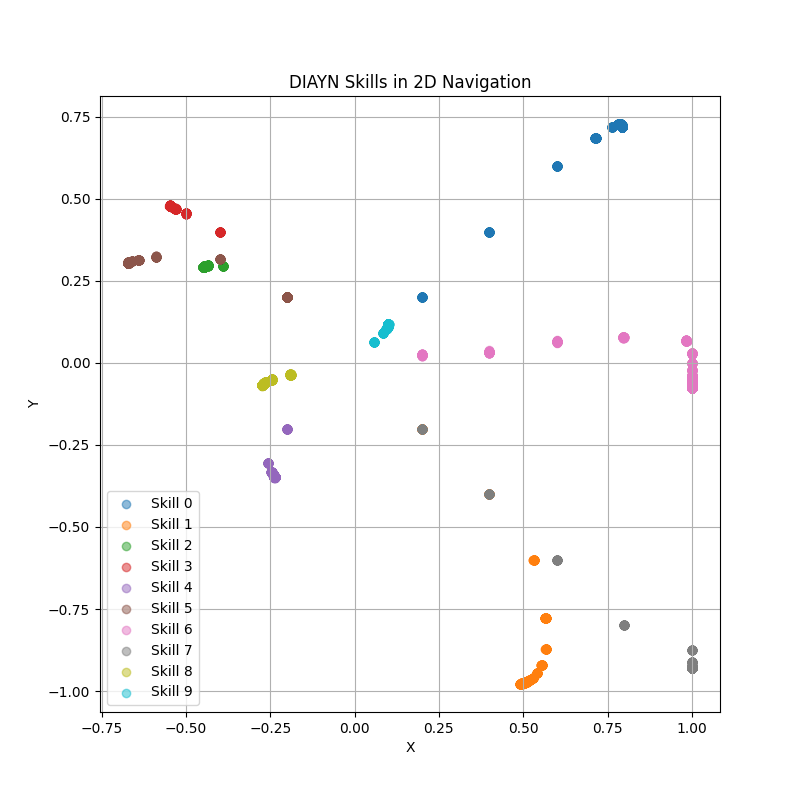 DIAYN Skills in 2D Navigation
0.75
0.50
0.25
0.00
−0.25
−0.50
−0.75
−1.00
Y
Skill 0
Skill 1
Skill 2
Skill 3
Skill 4
Skill 5
Skill 6
Skill 7
Skill 8
Skill 9
−0.75 −0.50 −0.25 0.00 0.25 0.50 0.75 1.00
X